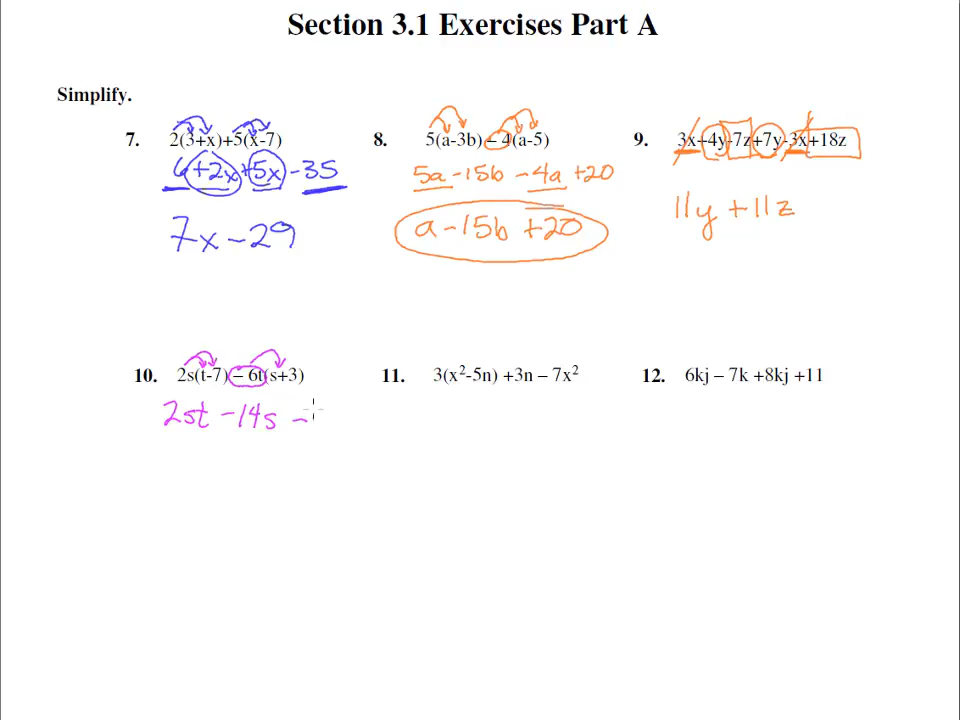 Section 3.1 Exercises Part A
Simplify.
7. 2(3+x)+5(x-7)
6+2x+5x-35
7x-29
8. 5(a-3b) – 4(a-5)
5a-15b-4a+20
a-15b+20
9. 3x+4y-7z+7y-3x+18z
11y+11z
10. 2s(t-7) – 6t(s+3)
2st-14s-
11. 3(x²-5n) +3n – 7x²
12. 6kj – 7k +8kj +11